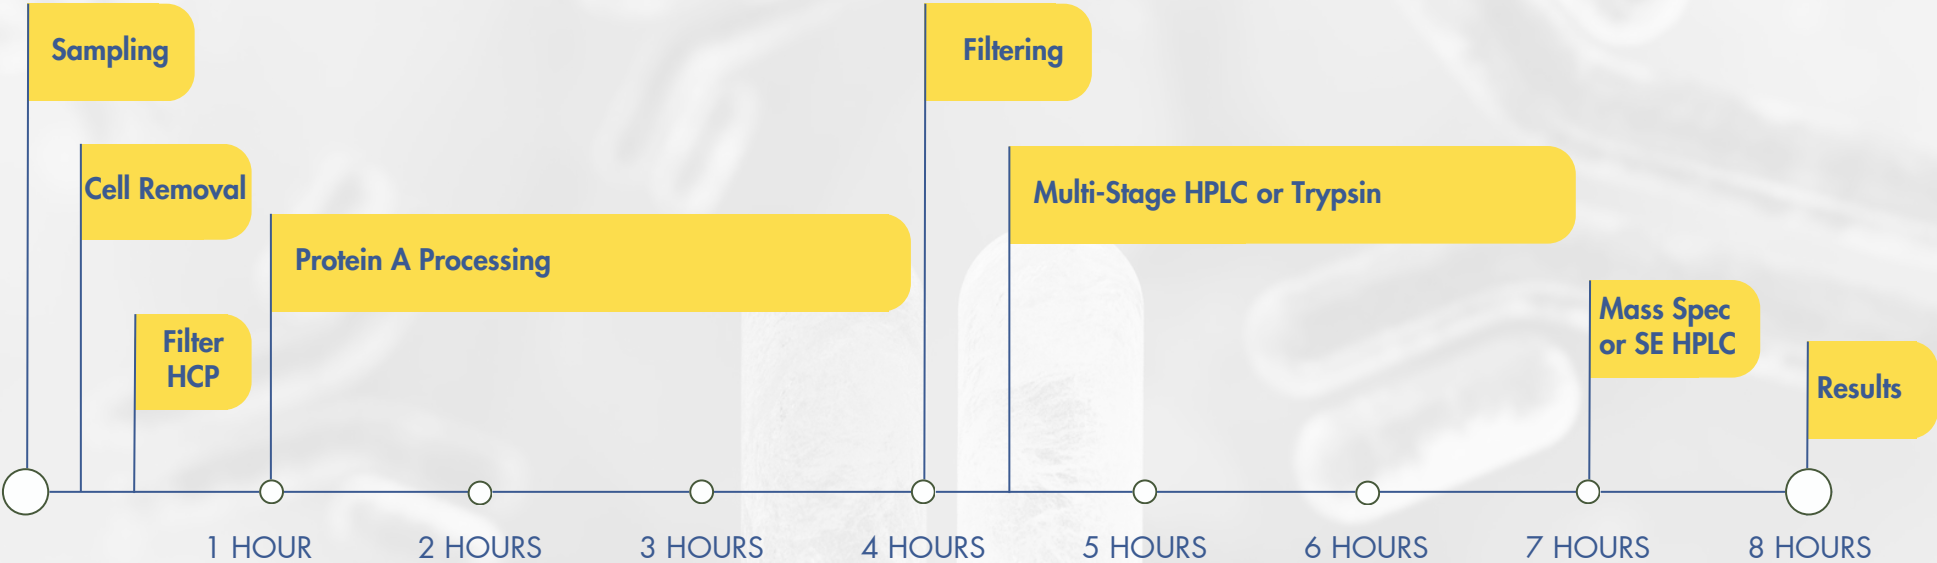 Sampling
Filtering
Cell Removal
Multi-Stage HPLC or Trypsin
Protein A Processing
Mass Spec
or SE HPLC
Filter
HCP
Results
1 HOUR
2 HOURS
3 HOURS
4 HOURS
5 HOURS
6 HOURS
7 HOURS
8 HOURS